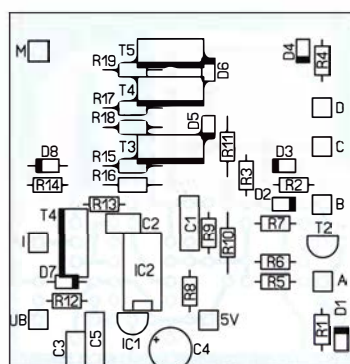 T5
D4
R4
M
R19
D6
T4
R17
D
R18
D5
T3
R11
C
D8
R15
D3
R14
R16
R3
R2
D2
B
R13
T4
C2
C1
R9
R7
T2
I
R10
IC2
R6
D7
R5
A
R8
R12
UB
5V
D1
C3
C5
IC1
+
C4
R1